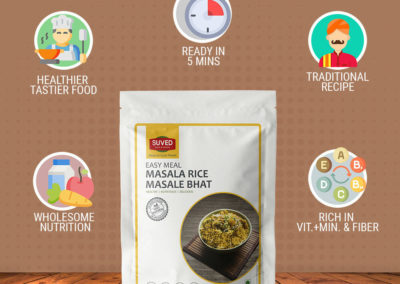 READY IN
5 MINS
HEALTHIER
TASTIER FOOD
TRADITIONAL
RECIPE
SUVED
EASY MEAL
MASALA RICE
MASALE BHAT
WHOLESOME
NUTRITION
E
A
B
B
D
C
RICH IN
VIT.+MIN. & FIBER